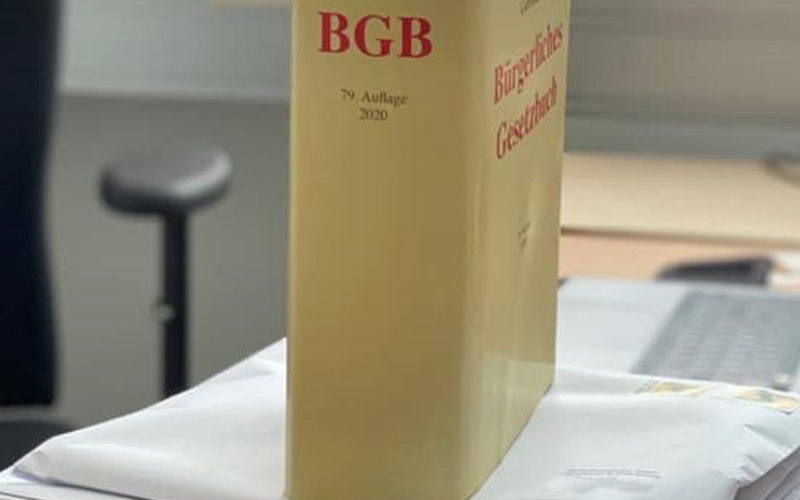 BGB
79. Auflage
2020
Bürgerliches
Gesetzbuch